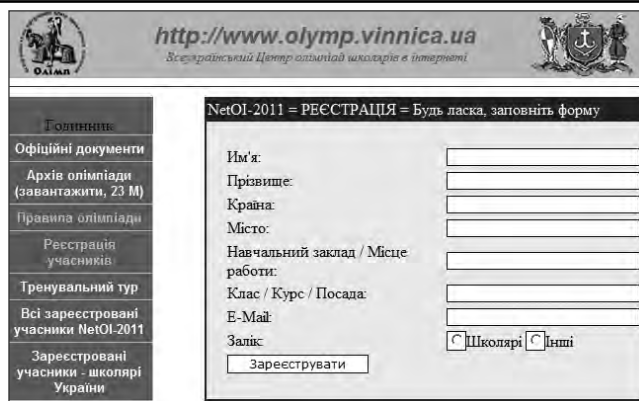 http://www.olymp.vinnica.ua
Всеукраїнський Центр олімпіад школярів в інтернеті
ОЛІМП
Годинник
Офіційні документи
Архів олімпіади
(завантажити, 23 М)
Правила олімпіади
Реєстрація
учасників
Тренувальний тур
Всі зареєстровані
учасники NetOI-2011
Зареєстровані
учасники - школярі
України
NetOI-2011 = РЕЄСТРАЦІЯ = Будь ласка, заповніть форму
Им'я:
Прізвище:
Країна:
Місто:
Навчальний заклад / Місце
работи:
Клас / Курс / Посада:
E-Mail:
Залік:
Школярі Інші
Зареєструвати